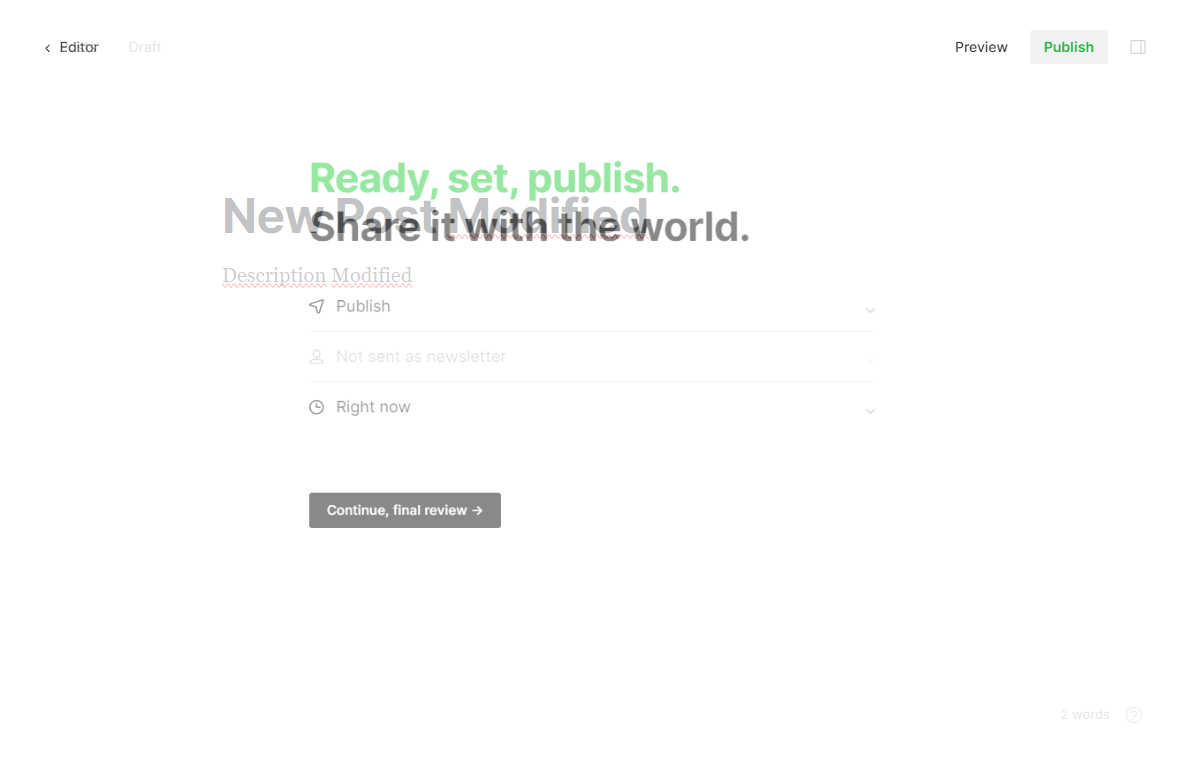 Editor
Draft
Preview
Publish
Ready, set, publish.
New Post Modified
Share it with the world.
Description Modified
Publish
Not sent as newsletter
Right now
Continue, final review →
2 words